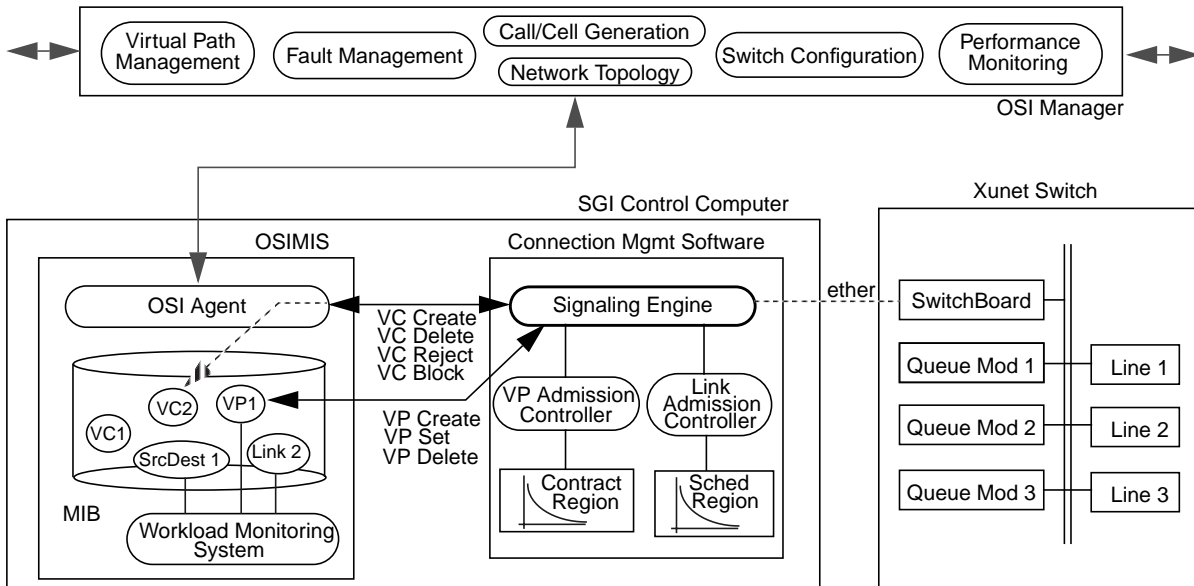 Virtual Path
Management
Fault Management
Call/Cell Generation
Network Topology
Switch Configuration
Performance
Monitoring
OSI Manager
SGI Control Computer
Xunet Switch
OSIMIS
Connection Mgmt Software
OSI Agent
Signaling Engine
ether
SwitchBoard
VC Create
VC Delete
VC Reject
VC Block
VC2
VP1
VC1
SrcDest 1
Link 2
MIB
Workload Monitoring
System
VP Create
VP Set
VP Delete
VP Admission
Controller
Link
Admission
Controller
Contract
Region
Sched
Region
Queue Mod 1
Line 1
Queue Mod 2
Line 2
Queue Mod 3
Line 3